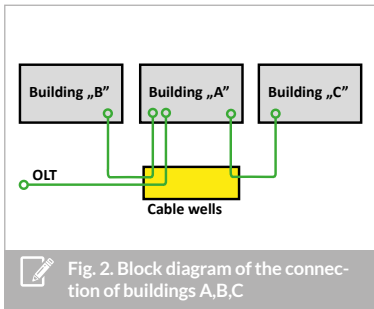 Building „B”
Building „A”
Building „C”
OLT
Cable wells
Fig. 2. Block diagram of the connec-
tion of buildings A,B,C